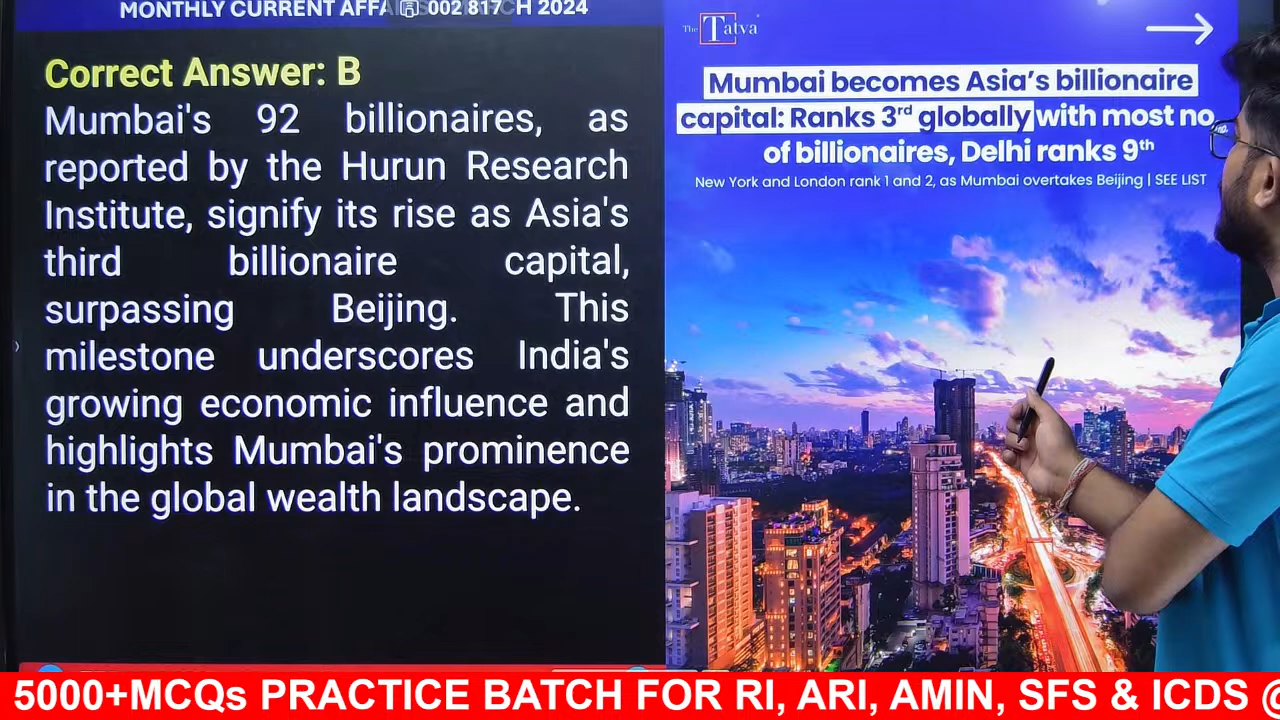 MONTHLY CURRENT AFFA 002 817 CH 2024
Correct Answer: B
Mumbai's 92 billionaires, as
reported by the Hurun Research
Institute, signify its rise as Asia's
third billionaire capital,
surpassing Beijing. This
milestone underscores India's
growing economic influence and
highlights Mumbai's prominence
in the global wealth landscape.
The Tatva
Mumbai becomes Asia’s billionaire
capital: Ranks 3rd globally with most no.
of billionaires, Delhi ranks 9th
New York and London rank 1 and 2, as Mumbai overtakes Beijing | SEE LIST
5000+MCQs PRACTICE BATCH FOR RI, ARI, AMIN, SFS & ICDS @